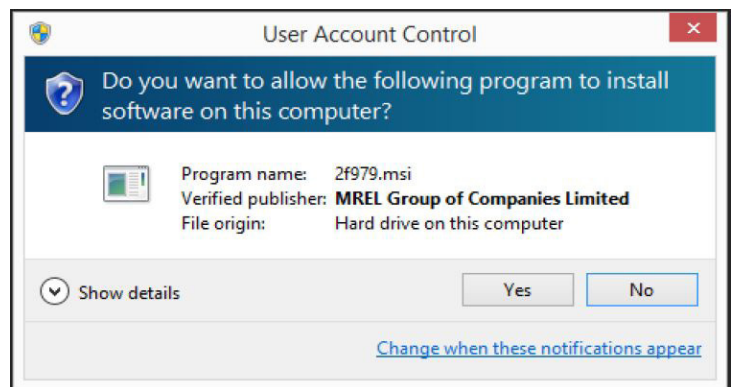 User Account Control
Do you want to allow the following program to install
software on this computer?
Program name: 2f979.msi
Verified publisher: MREL Group of Companies Limited
File origin: Hard drive on this computer
Show details
Yes
No
Change when these notifications appear